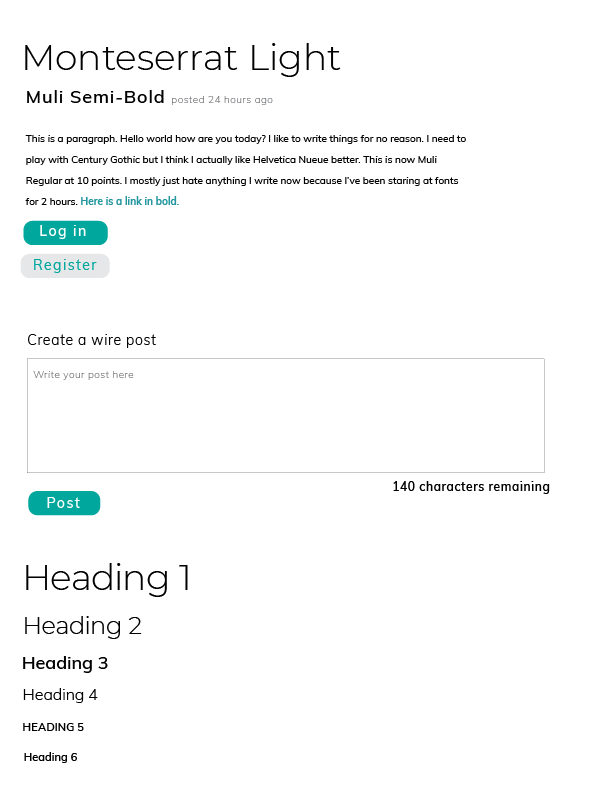 Monteserrat Light
Muli Semi-Bold posted 24 hours ago
This is a paragraph. Hello world how are you today? I like to write things for no reason. I need to
play with Century Gothic but I think I actually like Helvetica Nueue better. This is now Muli
Regular at 10 points. I mostly just hate anything I write now because I've been staring at fonts
for 2 hours. Here is a link in bold.
Log in
Register
Create a wire post
Write your post here
140 characters remaining
Post
Heading 1
Heading 2
Heading 3
Heading 4
HEADING 5
Heading 6